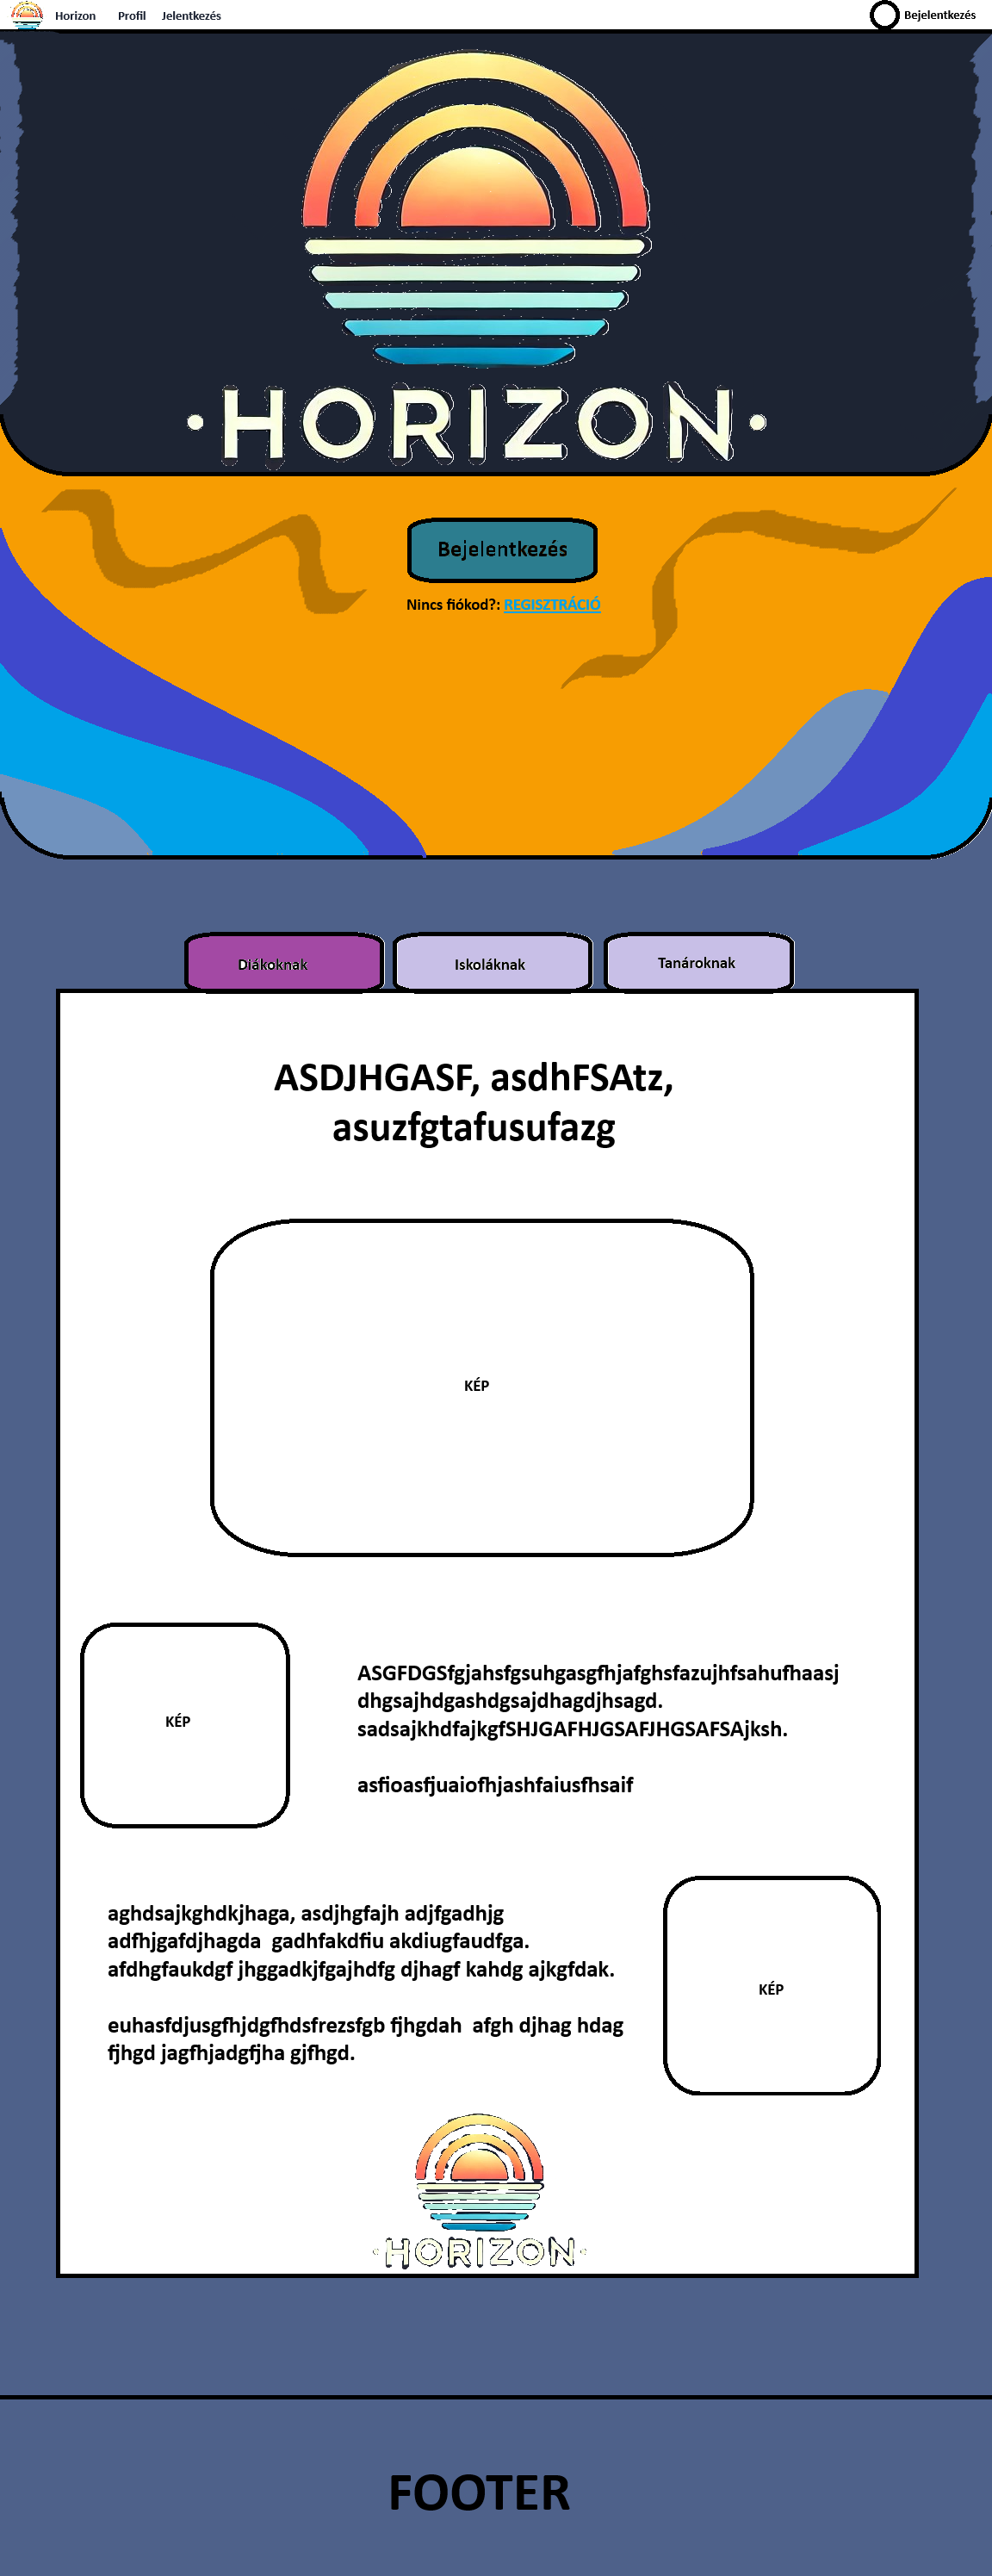 Horizon Profil Jelentkezés Bejelentkezés
·HORIZON·
Bejelentkezés
Nincs fiókod?: REGISZTRÁCIÓ
Diákoknak Iskoláknak Tanároknak
ASDJHGASF, asdhFSAtz,
asuzfgtafusufazg
KÉP
KÉP
ASGFDGSfgjahsfgsuhgasgfhjafghsfazujhfsahufhaasj
dhgsajhdgashdgsajdhagdjhsagd.
sadsajkhdfajkgfSHJGAFHJGSAFJHGSAFSAjksh.
asfioasfjuaiofhjashfaiusfhsaif
aghdsajkghdkjhaga, asdjhgfajh adjfgadhjg
adfhjgafdjhagda  gadhfakdfiu akdiugfaudfga.
afdhgfaukdgf jhggadkjfgajhdfg djhagf kahdg ajkgfdak.
euhasfdjusgfhjdgfhdsfrezsfgb fjhgdah  afgh djhag hdag
fjhgd jagfhjadgfjha gjfhgd.
KÉP
·HORIZON·
FOOTER